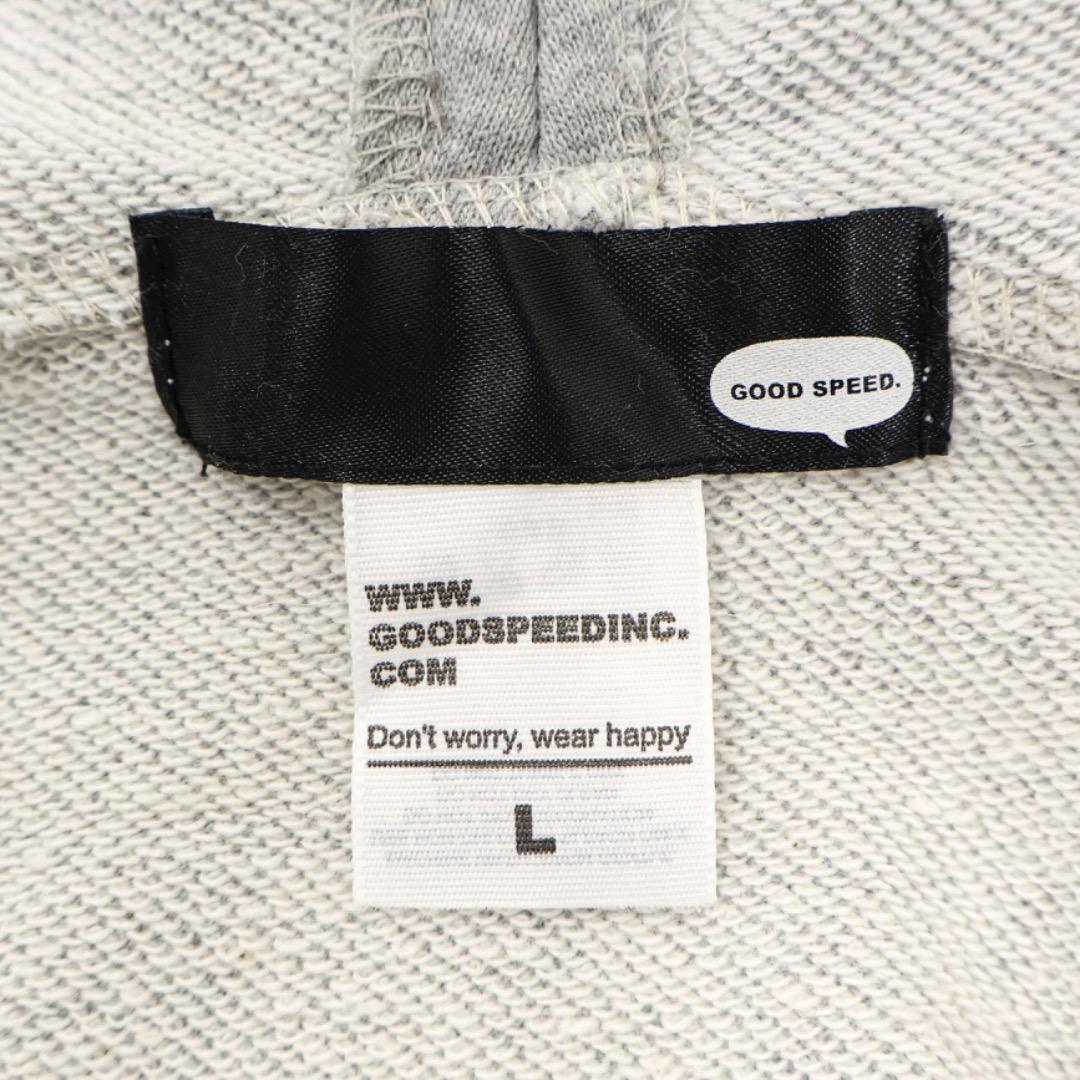 GOOD SPEED.
WWW.
GOODSPEEDINC.
COM
Don't worry, wear happy
L